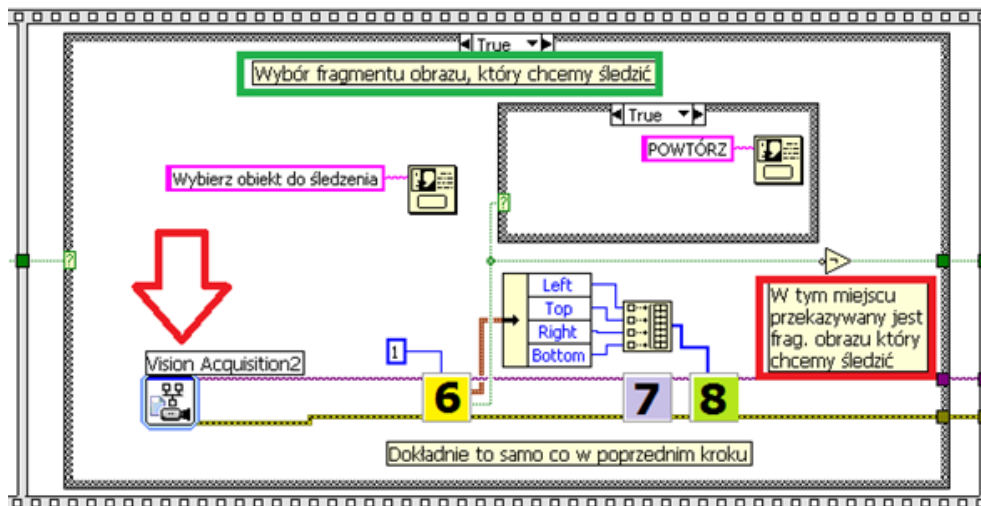 True
Wybór fragmentu obrazu, który chcemy śledzić
True
POWTÓRZ
Wybierz obiekt do śledzenia
?
?
Left
Top
Right
Bottom
W tym miejscu
przekazywany jest
frag. obrazu który
chcemy śledzić
1
Vision Acquisition2
6
7
8
Dokładnie to samo co w poprzednim kroku